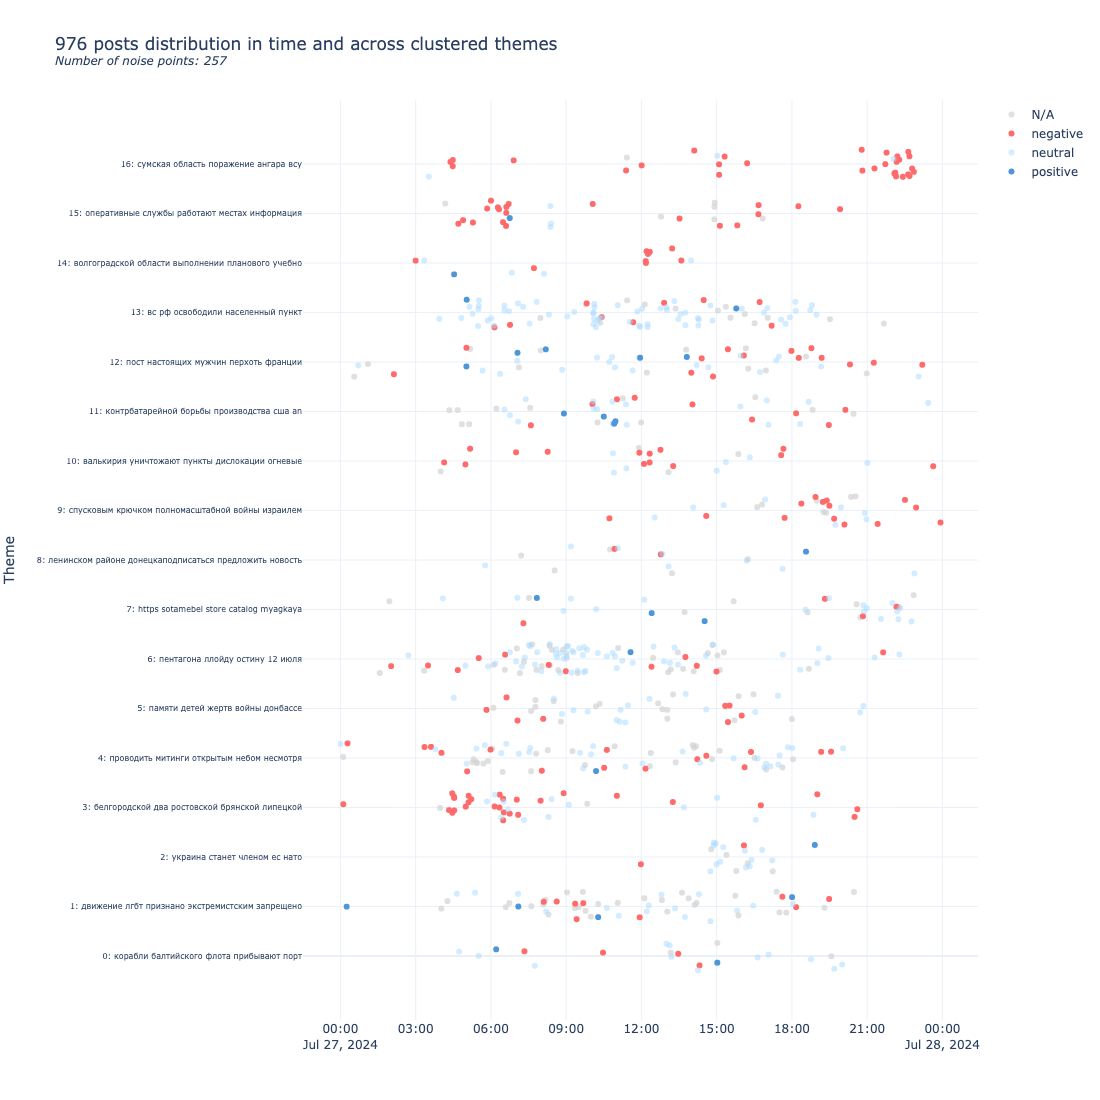 976 posts distribution in time and across clustered themes
Number of noise points: 257
N/A
negative
neutral
positive
16: сумская область поражение ангара всу
15: оперативные службы работают местах информация
14: волгоградской области выполнении планового учебно
13: вс рф освободили населенный пункт
12: пост настоящих мужчин перхоть франции
11: контрбатарейной борьбы производства сша an
10: валькирия уничтожают пункты дислокации огневые
9: спусковым крючком полномасштабной войны израилем
8: ленинском районе донецкаподписаться предложить новость
7: https sotamebel store catalog myagkaya
6: пентагона ллойду остину 12 июля
5: памяти детей жертв войны донбассе
4: проводить митинги открытым небом несмотря
3: белгородской два ростовской брянской липецкой
2: украина станет членом ес нато
1: движение лгбт признано экстремистским запрещено
0: корабли балтийского флота прибывают порт
Theme
00:00 03:00 06:00 09:00 12:00 15:00 18:00 21:00 00:00
Jul 27, 2024 Jul 28, 2024